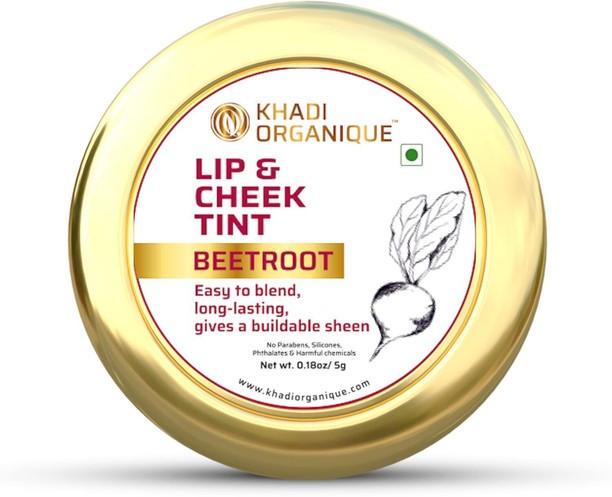 KHADI
ORGANIQUE™
LIP &
CHEEK
TINT
BEETROOT
Easy to blend,
long-lasting,
gives a buildable sheen
No Parabens, Silicones,
Phthalates & Harmful chemicals
Net wt. 0.18oz/ 5g
www.khadiorganique.com